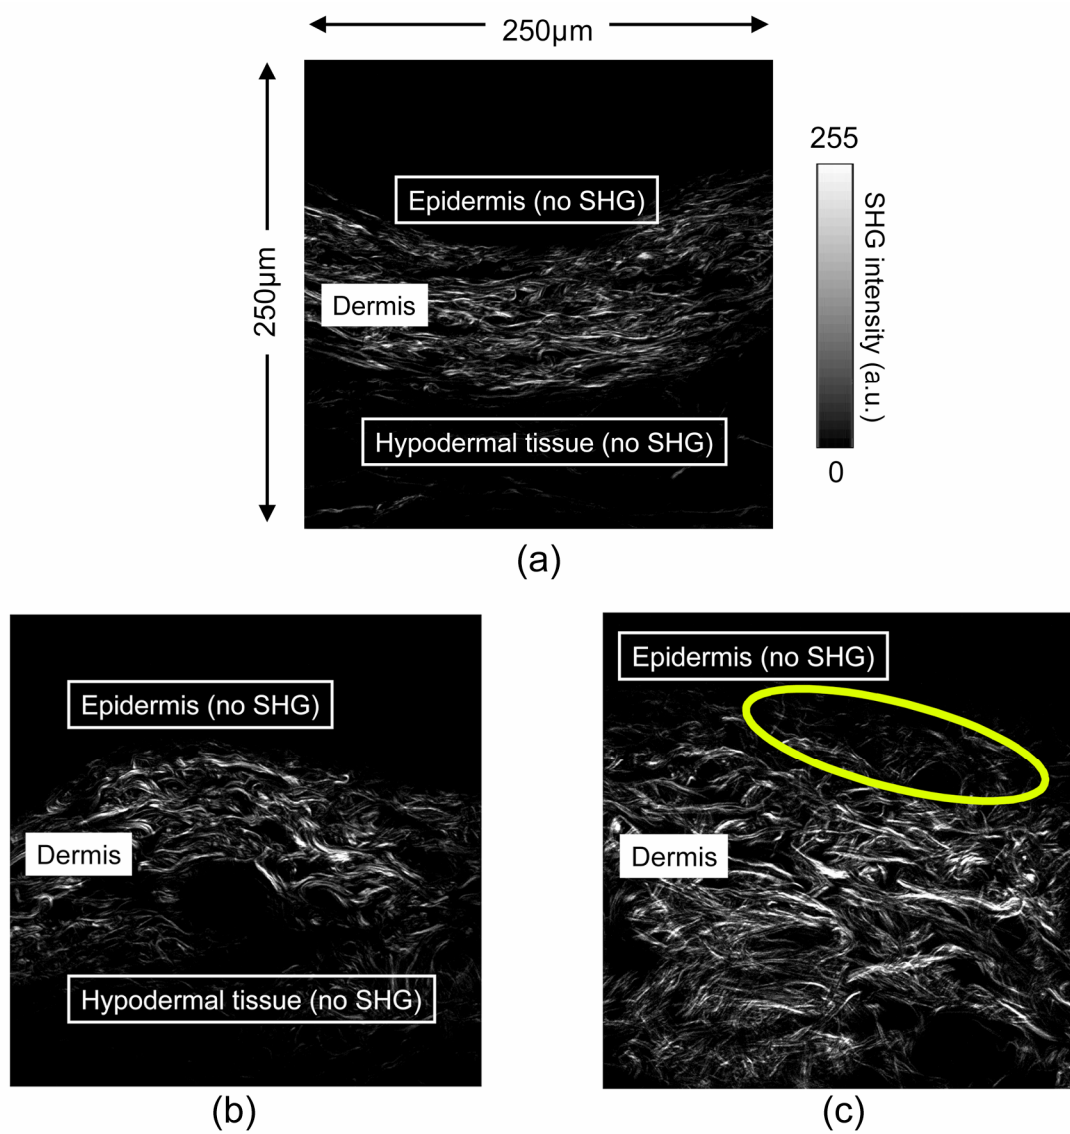 250µm
250µm
Epidermis (no SHG)
Dermis
Hypodermal tissue (no SHG)
255
SHG intensity (a.u.)
0
(a)
Epidermis (no SHG)
Dermis
Hypodermal tissue (no SHG)
(b)
Epidermis (no SHG)
Dermis
(c)